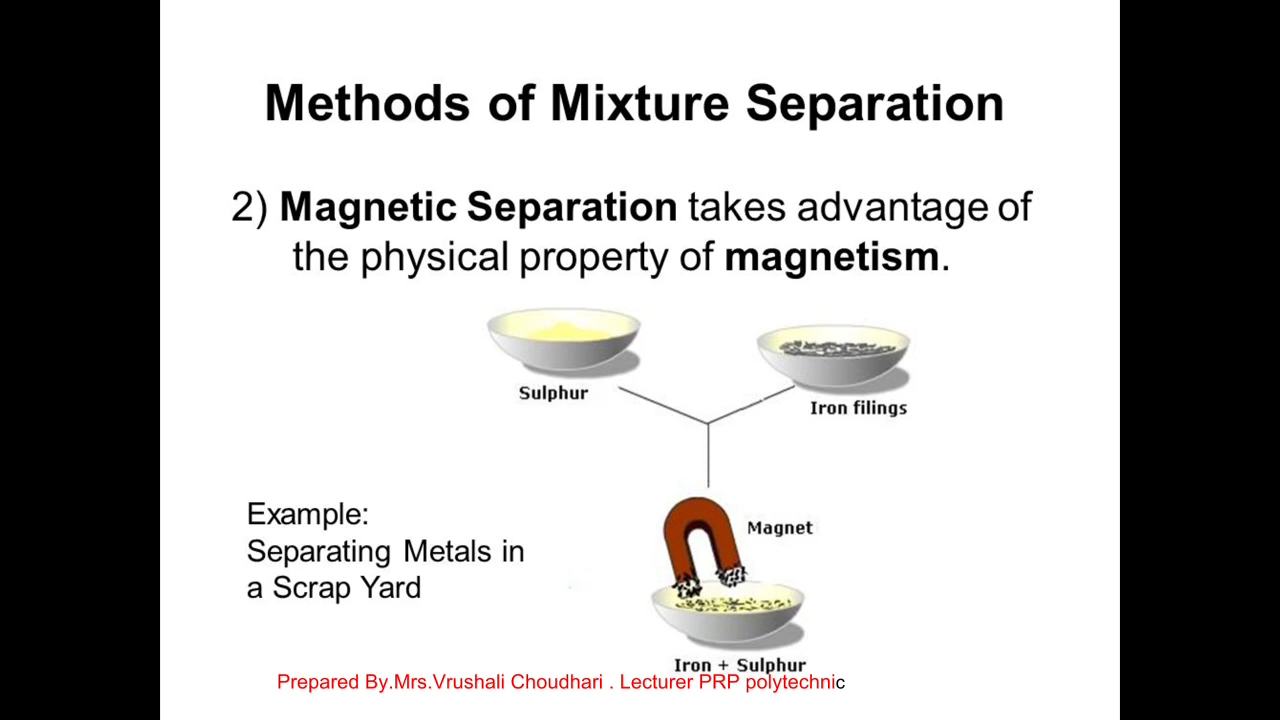 Methods of Mixture Separation
2) Magnetic Separation takes advantage of
the physical property of magnetism.
Sulphur
Iron filings
Example:
Separating Metals in
a Scrap Yard
Magnet
Iron + Sulphur
Prepared By.Mrs.Vrushali Choudhari . Lecturer PRP polytechnic